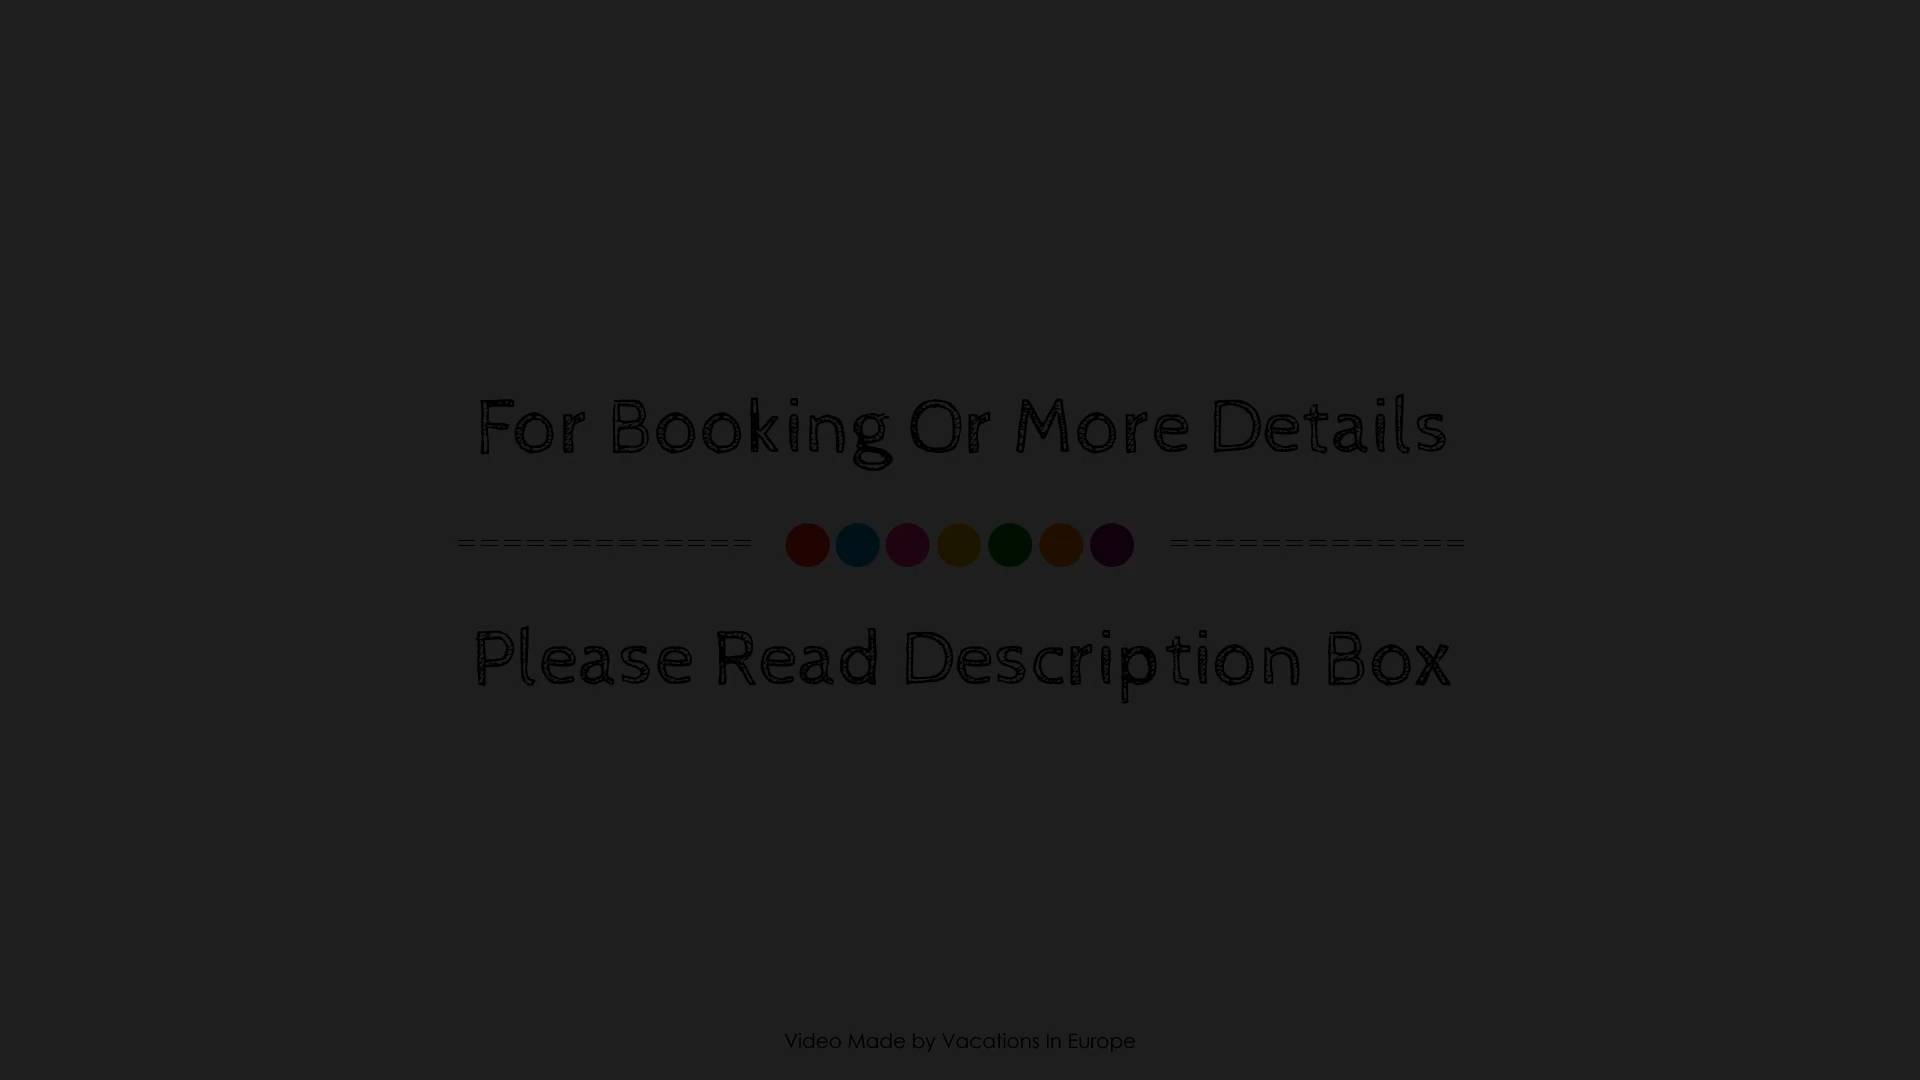 For Booking Or More Details
============= =============
Please Read Description Box
Video Made by Vacations In Europe